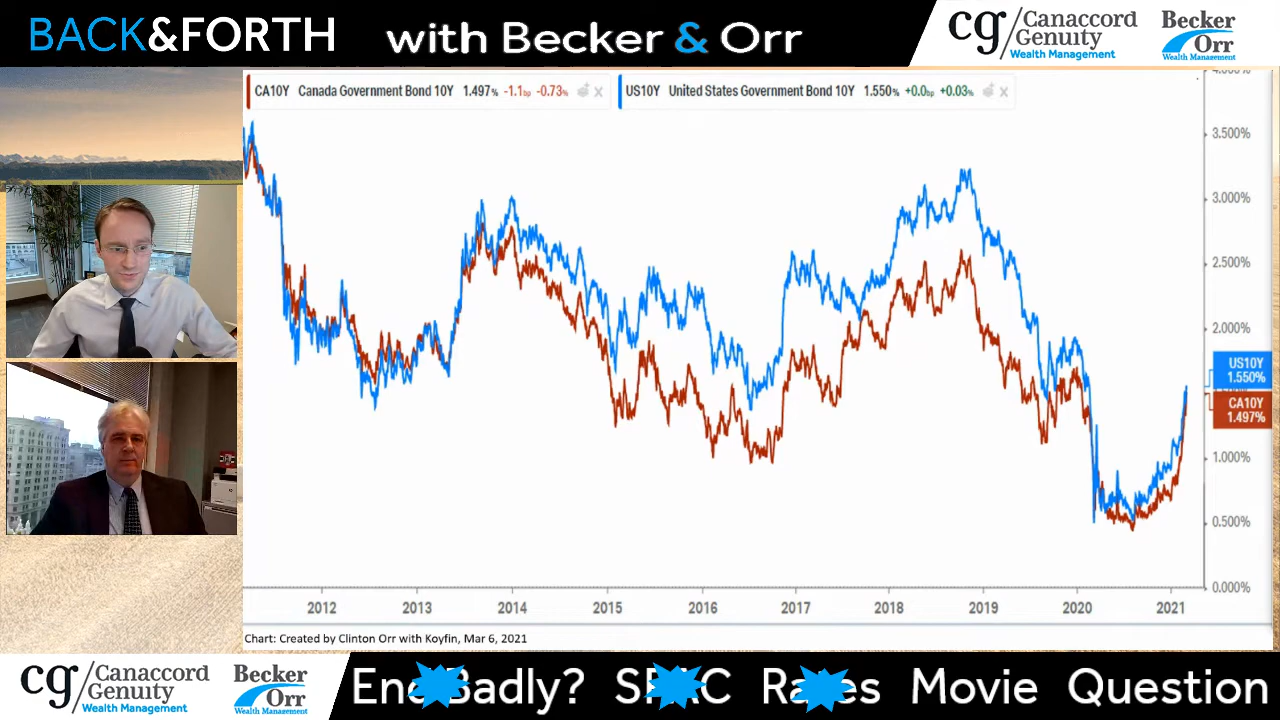 BACK&FORTH with Becker & Orr
cg/Canaccord Genuity
Wealth Management
Becker
Orr
Wealth Management
CA10Y Canada Government Bond 10Y 1.497% -1.1bp -0.73%
US10Y United States Government Bond 10Y 1.550% +0.0bp +0.03%
3.500%
3.000%
2.500%
2.000%
US10Y
1.550%
CA10Y
1.497%
1.000%
0.500%
0.000%
2012 2013 2014 2015 2016 2017 2018 2019 2020 2021
Chart: Created by Clinton Orr with Koyfin, Mar 6, 2021
cg/Canaccord Genuity
Wealth Management
Becker
Orr
Wealth Management
End Badly? SPAC Rates Movie Question